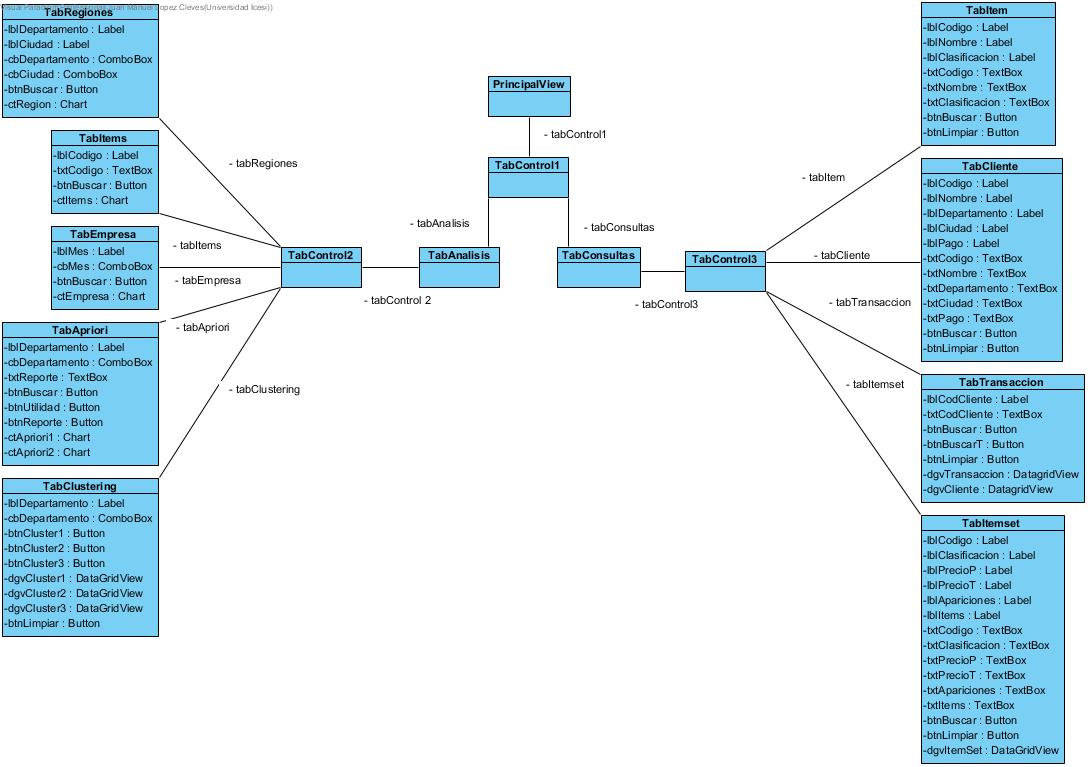 TabRegiones
-lblDepartamento : Label
-lblCiudad : Label
-cbDepartamento : ComboBox
-cbCiudad : ComboBox
-btnBuscar : Button
-ctRegion : Chart
TabItems
-lblCodigo : Label
-txtCodigo : TextBox
-btnBuscar : Button
-ctItems : Chart
TabEmpresa
-lblMes : Label
-cbMes : ComboBox
-btnBuscar : Button
-ctEmpresa : Chart
TabApriori
-lblDepartamento : Label
-cbDepartamento : ComboBox
-txtReporte : TextBox
-btnBuscar : Button
-btnUtilidad : Button
-btnReporte : Button
-ctApriori1 : Chart
-ctApriori2 : Chart
TabClustering
-lblDepartamento : Label
-cbDepartamento : ComboBox
-btnCluster1 : Button
-btnCluster2 : Button
-btnCluster3 : Button
-dgvCluster1 : DataGridView
-dgvCluster2 : DataGridView
-dgvCluster3 : DataGridView
-btnLimpiar : Button
- tabRegiones
- tabItems
- tabEmpresa
- tabApriori
- tabClustering
TabControl2
- tabControl 2
TabAnalisis
- tabAnalisis
PrincipalView
- tabControl1
TabControl1
- tabConsultas
TabConsultas
- tabControl3
TabControl3
- tabItem
- tabCliente
- tabTransaccion
- tabItemset
TabItem
-lblCodigo : Label
-lblNombre : Label
-lblClasificacion : Label
-txtCodigo : TextBox
-txtNombre : TextBox
-txtClasificacion : TextBox
-btnBuscar : Button
-btnLimpiar : Button
TabCliente
-lblCodigo : Label
-lblNombre : Label
-lblDepartamento : Label
-lblCiudad : Label
-lblPago : Label
-txtCodigo : TextBox
-txtNombre : TextBox
-txtDepartamento : TextBox
-txtCiudad : TextBox
-txtPago : TextBox
-btnBuscar : Button
-btnLimpiar : Button
TabTransaccion
-lblCodCliente : Label
-txtCodCliente : TextBox
-btnBuscar : Button
-btnBuscarT : Button
-btnLimpiar : Button
-dgvTransaccion : DatagridView
-dgvCliente : DatagridView
TabItemset
-lblCodigo : Label
-lblClasificacion : Label
-lblPrecioP : Label
-lblPrecioT : Label
-lblApariciones : Label
-lblItems : Label
-txtCodigo : TextBox
-txtClasificacion : TextBox
-txtPrecioP : TextBox
-txtPrecioT : TextBox
-txtApariciones : TextBox
-txtItems : TextBox
-btnBuscar : Button
-btnLimpiar : Button
-dgvItemSet : DataGridView
Juan Manuel Lopez Cleves(Universidad Icesi))